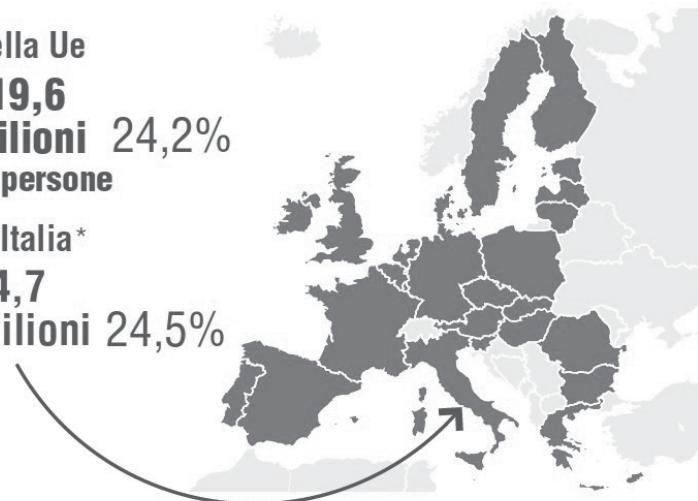 ella Ue
19,6
ilioni 24,2%
persone
Italia*
4,7
ilioni 24,5%